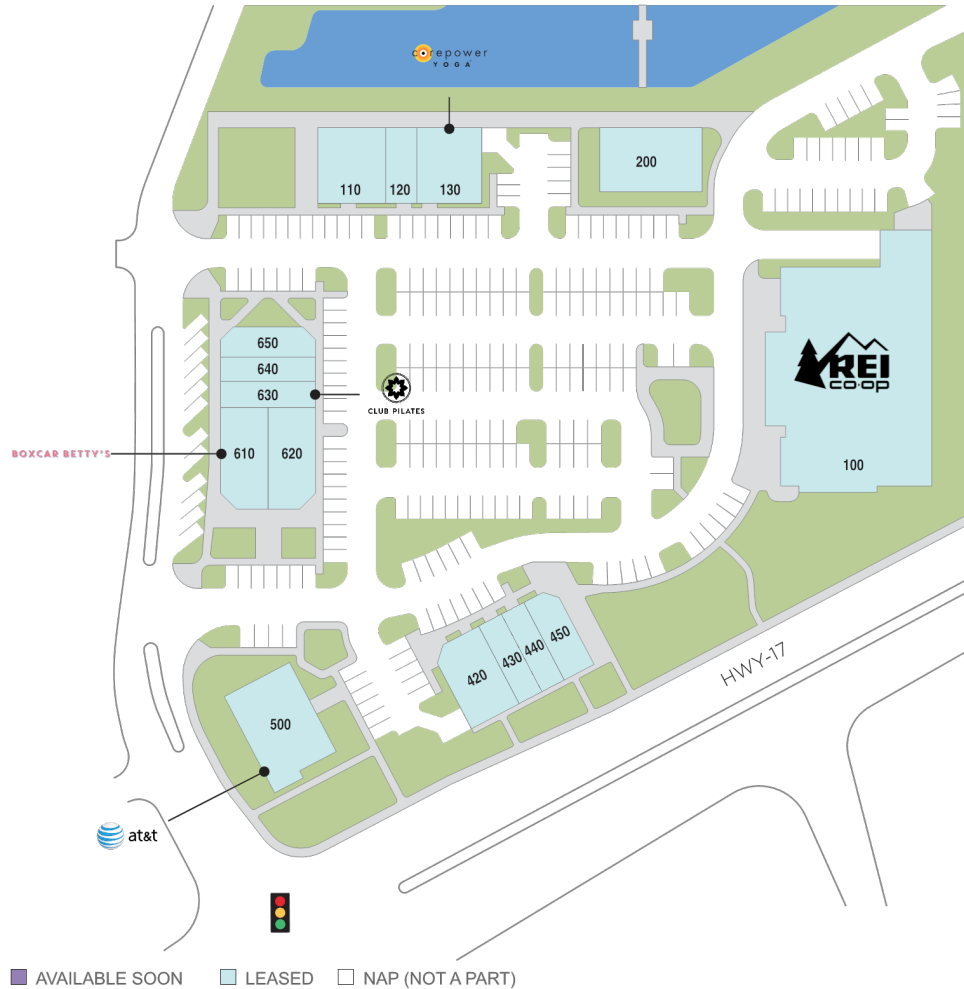 corepower
YOGA
110
120
130
200
650
640
630
CLUB PILATES
REI
co·op
BOXCAR BETTY'S
610
620
100
420
430
440
450
HWY-17
500
at&t
AVAILABLE SOON
LEASED
NAP (NOT A PART)